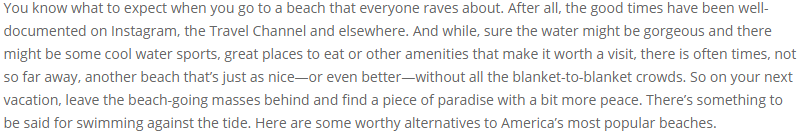 You know what to expect when you go to a beach that everyone raves about. After all, the good times have been well-
documented on Instagram, the Travel Channel and elsewhere. And while, sure the water might be gorgeous and there
might be some cool water sports, great places to eat or other amenities that make it worth a visit, there is often times, not
so far away, another beach that’s just as nice—or even better—without all the blanket-to-blanket crowds. So on your next
vacation, leave the beach-going masses behind and find a piece of paradise with a bit more peace. There’s something to
be said for swimming against the tide. Here are some worthy alternatives to America’s most popular beaches.